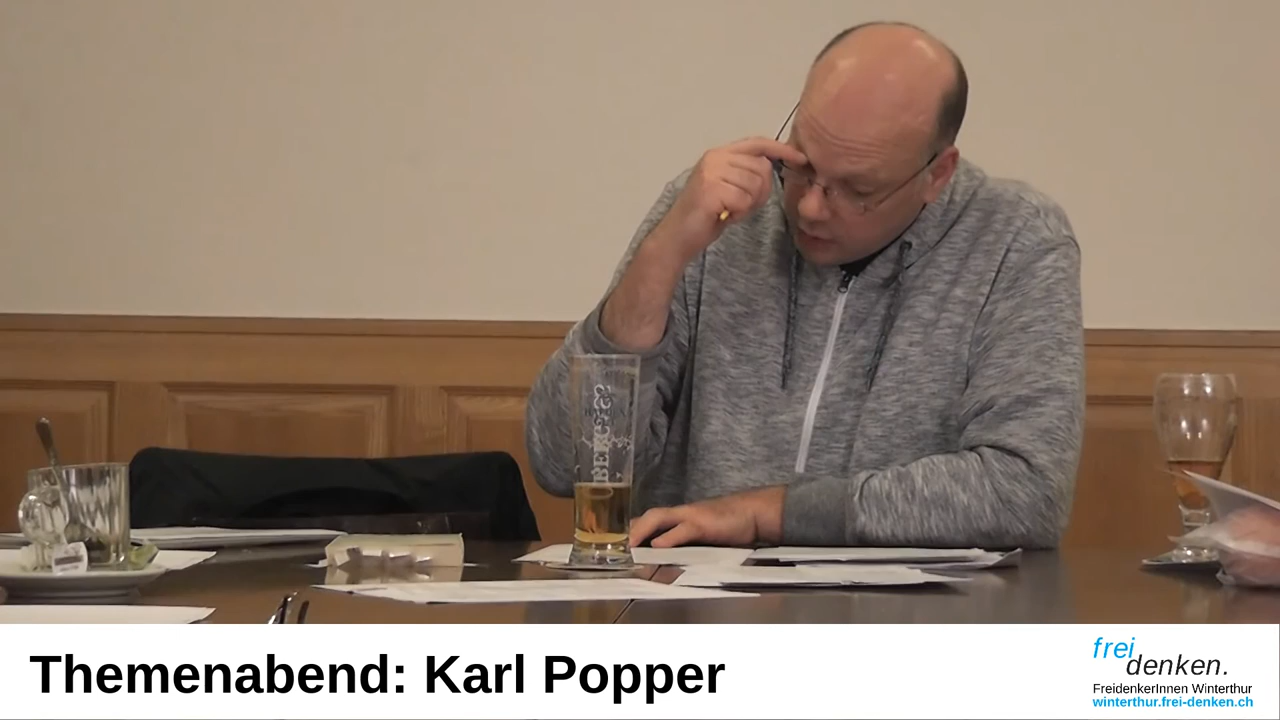 Themenabend: Karl Popper
frei
denken.
FreidenkerInnen Winterthur
winterthur.frei-denken.ch